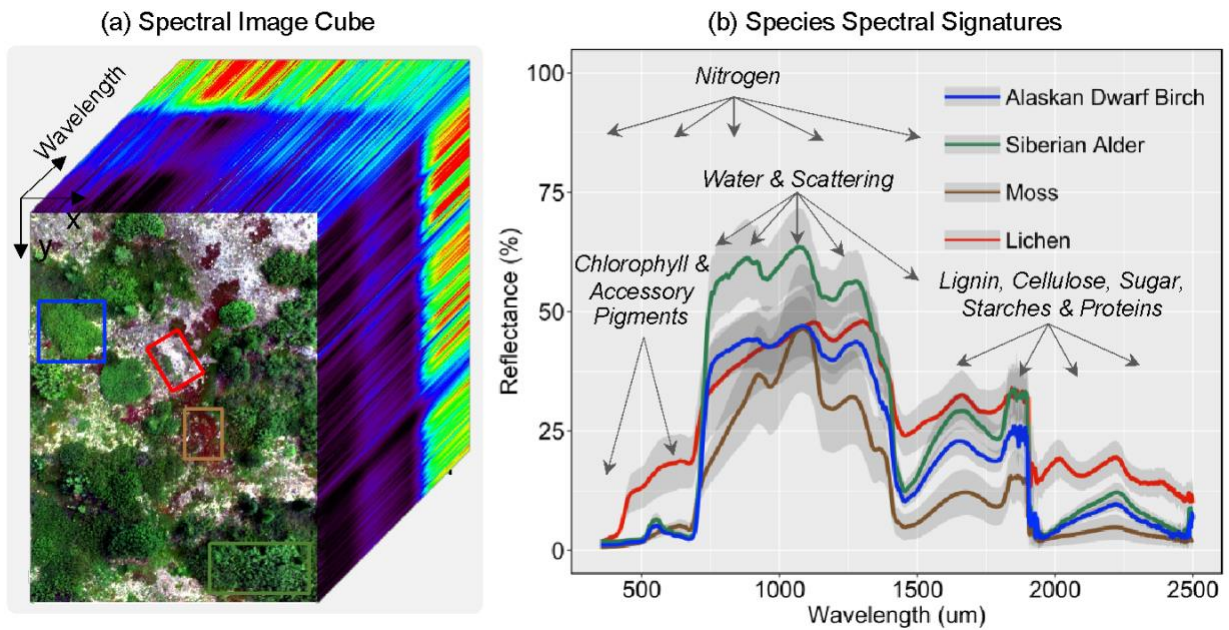 (a) Spectral Image Cube
Wavelength
x
y
(b) Species Spectral Signatures
Reflectance (%)
100
75
50
25
0
Nitrogen
Water & Scattering
Chlorophyll &
Accessory
Pigments
Alaskan Dwarf Birch
Siberian Alder
Moss
Lichen
Lignin, Cellulose, Sugar,
Starches & Proteins
500
1000
1500
2000
2500
Wavelength (um)